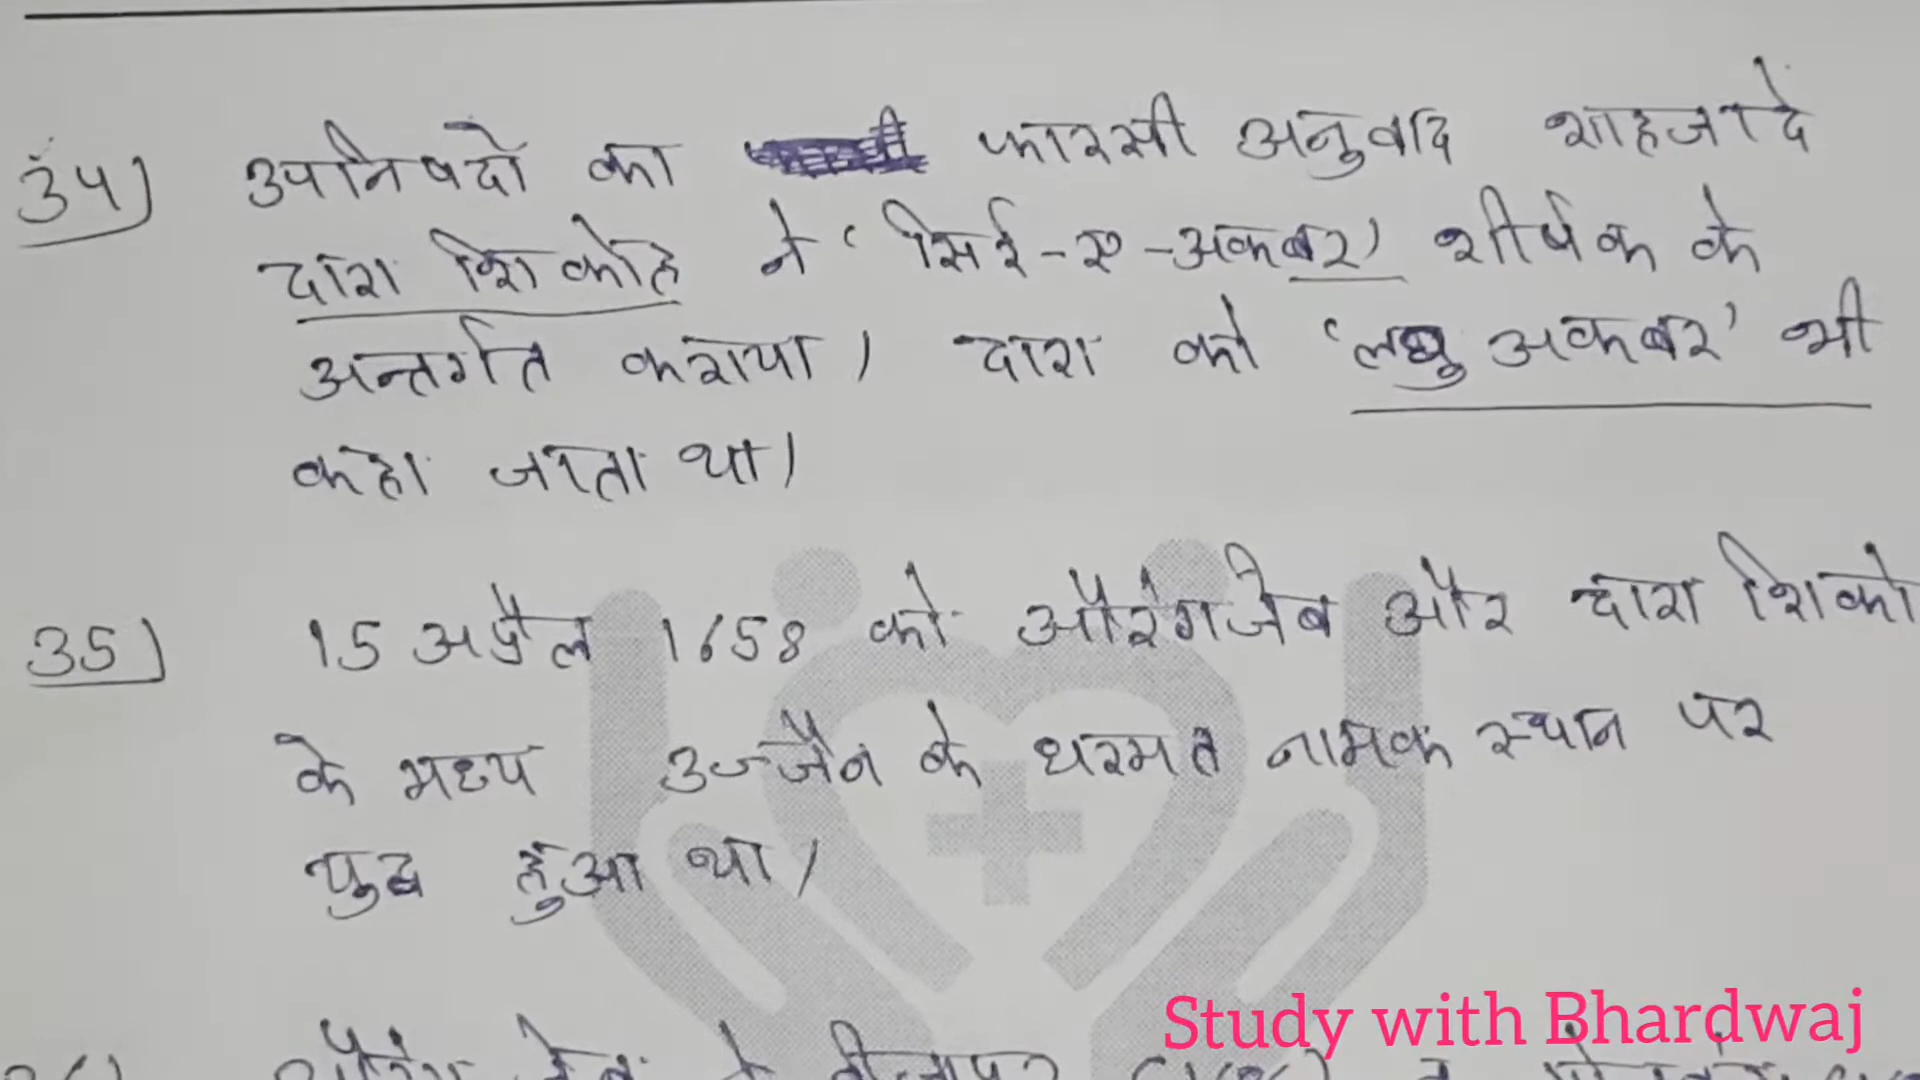 34) उपनिषदो का फारसी अनुवाद शाहजादे
दारा शिकोह ने 'सिर्र-ए-अकबर' शीर्षक के
अन्तर्गत कराया। दारा को 'लघु अकबर' भी
कहा जाता था।
35) 15 अप्रैल 1658 को औरंगजेब और दारा शिको
के मध्य उज्जैन के धरमत नामक स्थान पर
युद्ध हुआ था।
Study with Bhardwaj